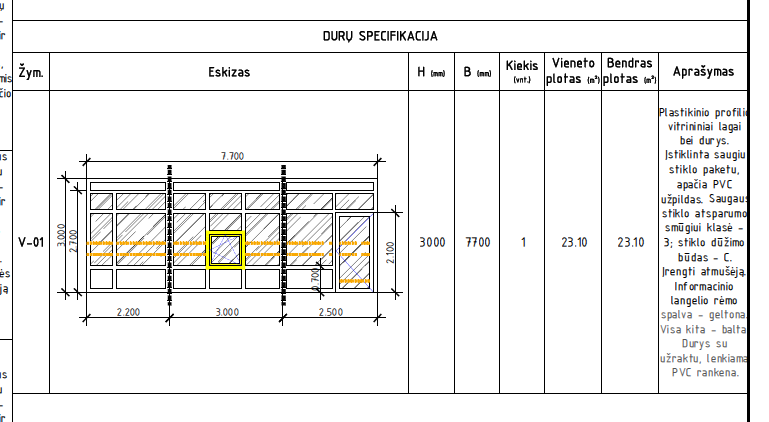 DURŲ SPECIFIKACIJA
Žym.
Eskizas
H (mm)
B (mm)
Kiekis
(vnt.)
Vieneto
plotas (m²)
Bendras
plotas (m²)
Aprašymas
V-01
7.700
3.000
2.700
2.100
0.700
2.200
3.000
2.500
3000
7700
1
23.10
23.10
Plastikinio profilio
vitrininiai lagai
bei durys.
Įstiklinta saugiu
stiklo paketu,
apačia PVC
užpildas. Saugaus
stiklo atsparumo
smūgiui klasė -
3; stiklo dūžimo
būdas - C.
Įrengti atmušėją.
Informacinio
langelio rėmo
spalva - geltona.
Visa kita - balta.
Durys su
užraktu, lenkiama
PVC rankena.